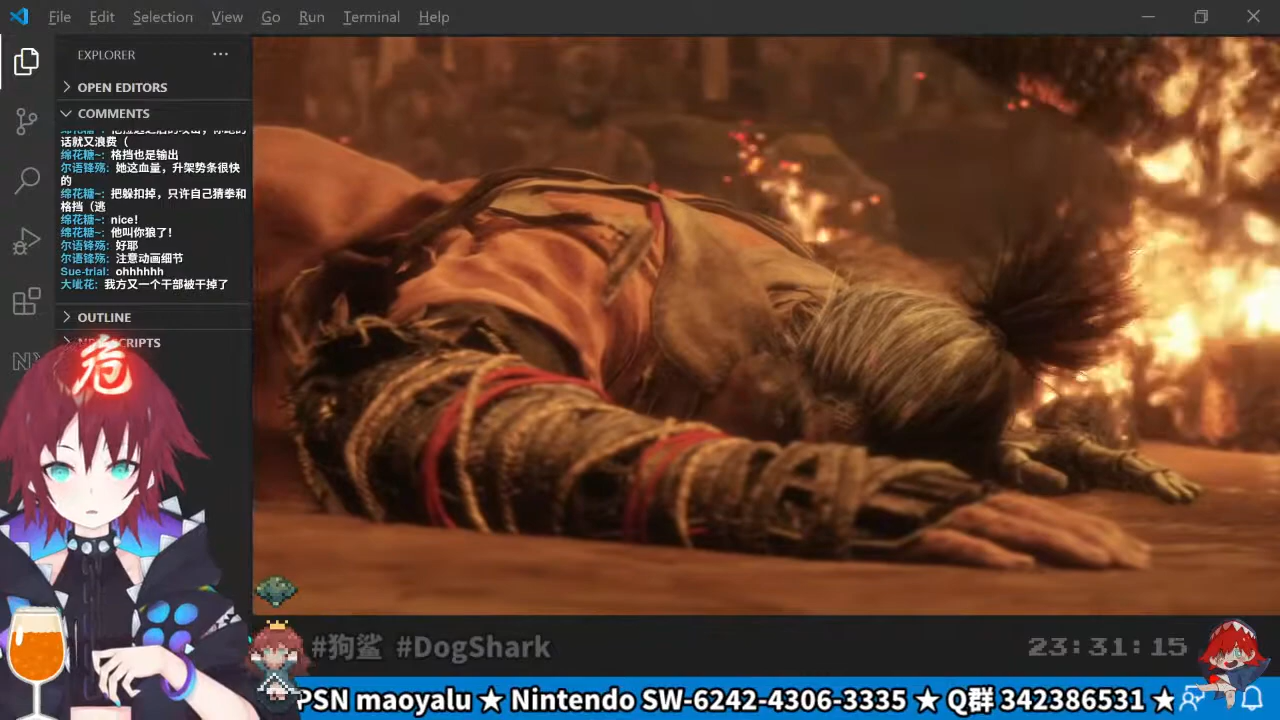 File Edit Selection View Go Run Terminal Help
EXPLORER
OPEN EDITORS
COMMENTS
话就又浪费（
绵花糖~: 格挡也是输出
尔语锋殇: 她这血量，升架势条很快
的
绵花糖~: 把躲扣掉，只许自己猜拳和
格挡（逃
绵花糖~: nice！
绵花糖~: 他叫你狼了！
尔语锋殇: 好耶
尔语锋殇: 注意动画细节
Sue-trial: ohhhhhh
大呲花: 我方又一个干部被干掉了
OUTLINE
SCRIPTS
危
#狗鲨 #DogShark
23:31:15
PSN maoyalu ★ Nintendo SW-6242-4306-3335 ★ Q群 342386531 ★